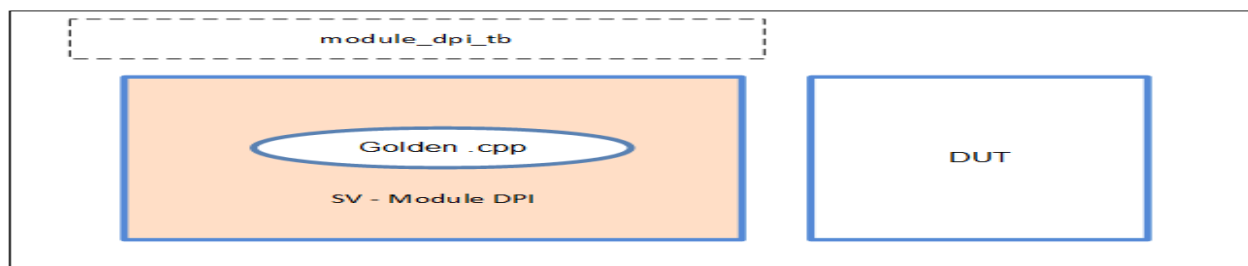 module_dpi_tb
Golden .cpp
SV - Module DPI
DUT